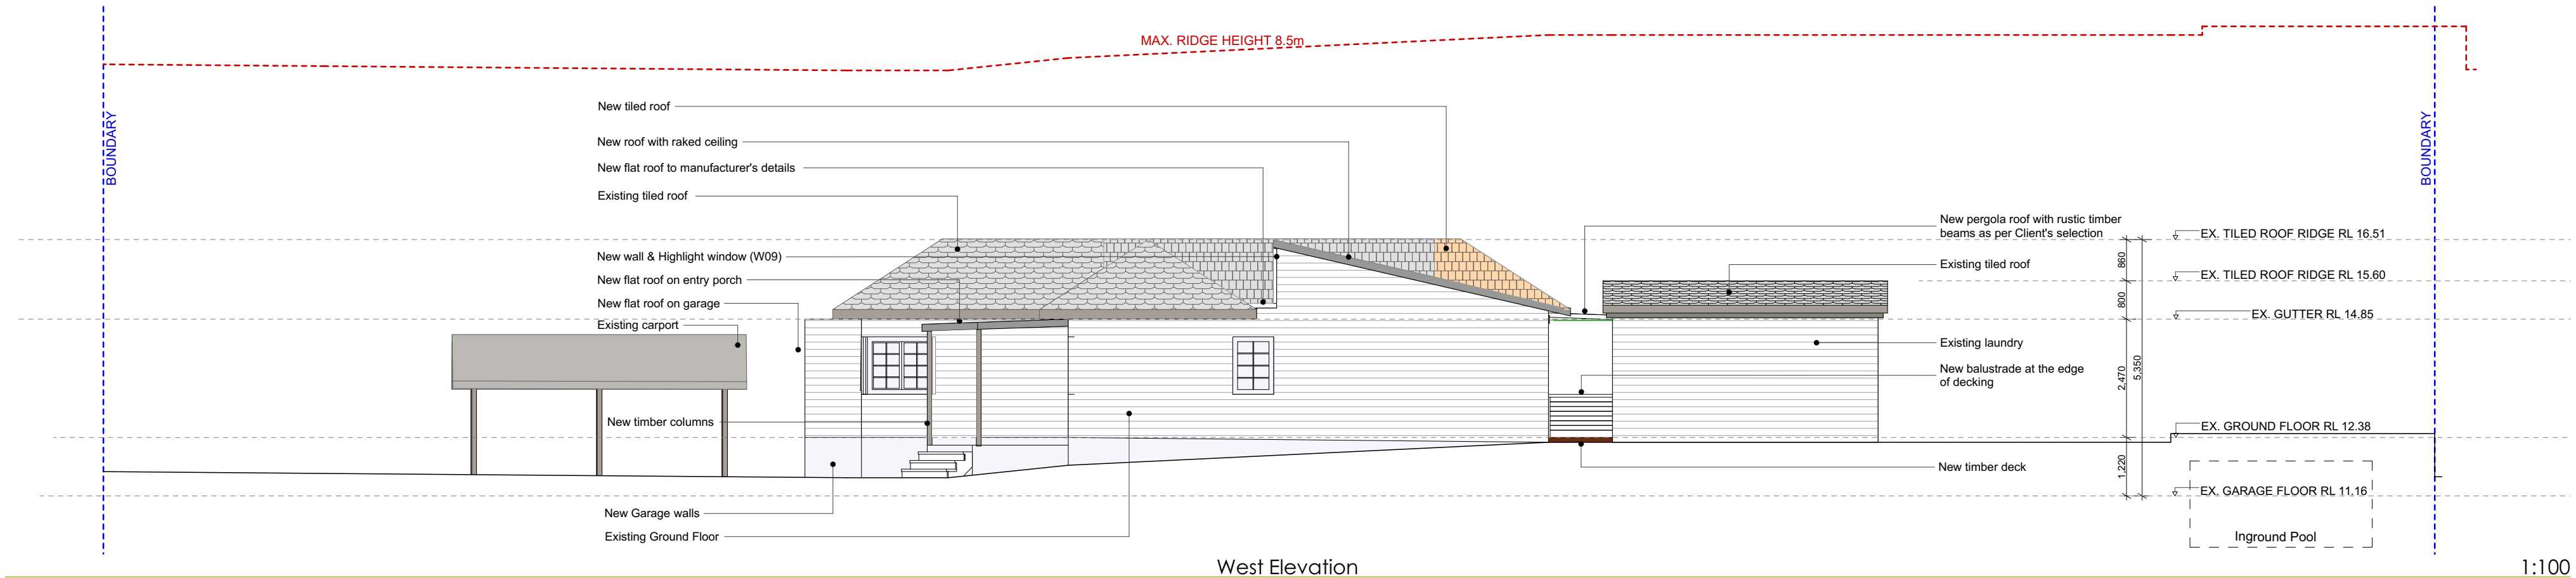 MAX. RIDGE HEIGHT 8.5m
BOUNDARY
BOUNDARY
New tiled roof
New roof with raked ceiling
New flat roof to manufacturer's details
Existing tiled roof
New wall & Highlight window (W09)
New flat roof on entry porch
New flat roof on garage
Existing carport
New timber columns
New Garage walls
Existing Ground Floor
New pergola roof with rustic timber
beams as per Client's selection
Existing tiled roof
Existing laundry
New balustrade at the edge
of decking
New timber deck
860
800
2,470
5,350
1,220
EX. TILED ROOF RIDGE RL 16.51
EX. TILED ROOF RIDGE RL 15.60
EX. GUTTER RL 14.85
EX. GROUND FLOOR RL 12.38
EX. GARAGE FLOOR RL 11.16
Inground Pool
West Elevation
1:100